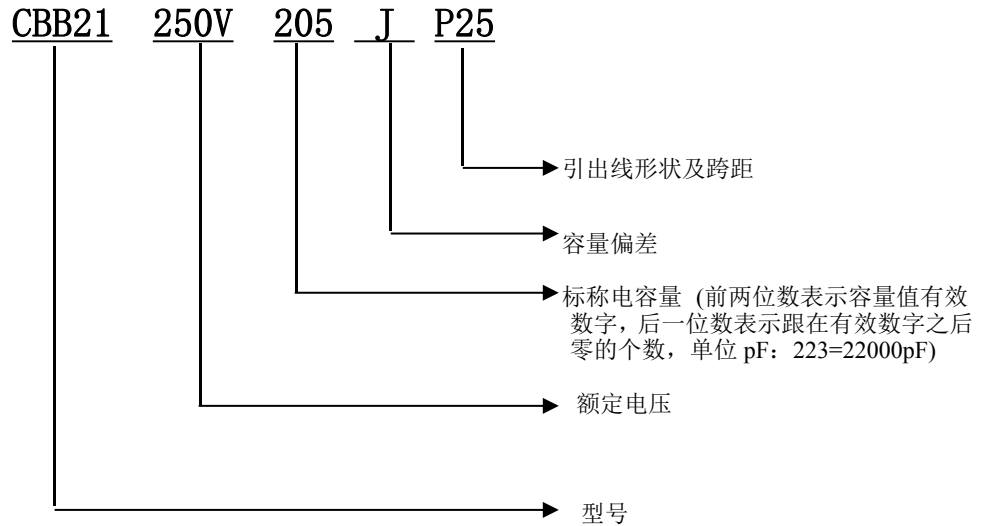 CBB21 250V 205 J P25
引出线形状及跨距
容量偏差
标称电容量 (前两位数表示容量值有效
数字，后一位数表示跟在有效数字之后
零的个数，单位 pF：223=22000pF)
额定电压
型号